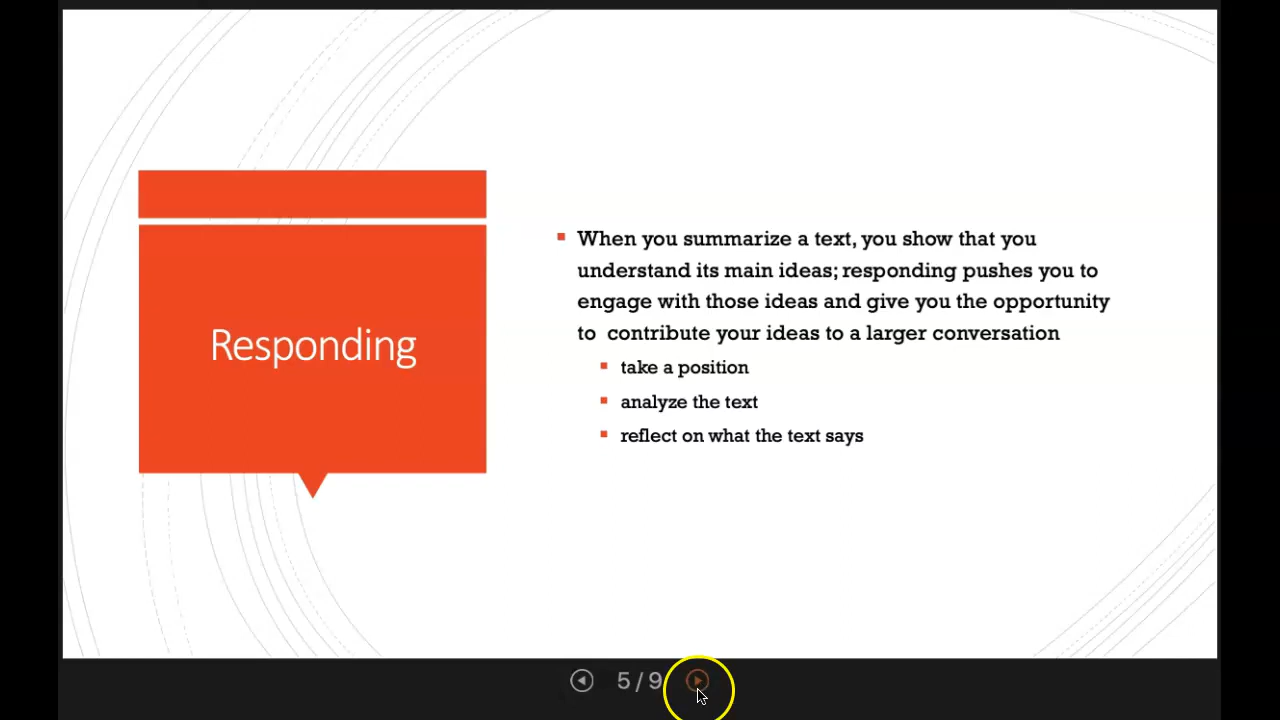 Responding
When you summarize a text, you show that you
understand its main ideas; responding pushes you to
engage with those ideas and give you the opportunity
to contribute your ideas to a larger conversation
take a position
analyze the text
reflect on what the text says
5 / 9